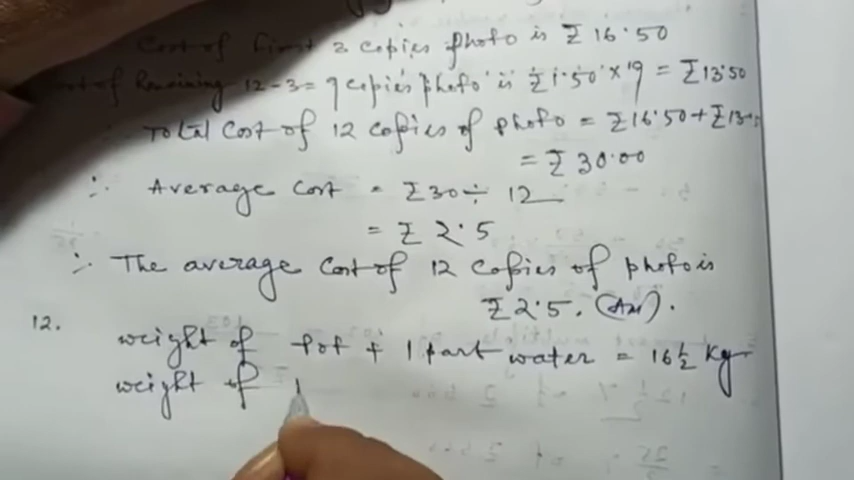 Cost of first 3 copies photo is ₹ 16.50
Cost of Remaining 12-3= 9 copies photo is ₹1.50 × 9 = ₹13.50
∴ Total Cost of 12 copies of photo = ₹16.50+₹13.50
= ₹ 30.00
∴ Average Cost = ₹30 ÷ 12
= ₹ 2.5
∴ The average Cost of 12 copies of photo is
₹2.5. (Ans).
12.
weight of Pot + 1 part water = 16½ Kg
weight of